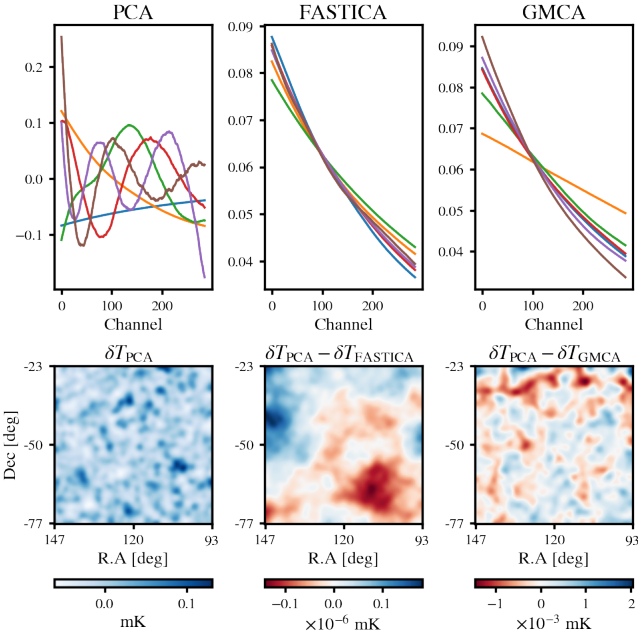 PCA FASTICA GMCA
0.2 0.09 0.09
0.1 0.08 0.08
0.0 0.07 0.07
−0.1 0.06 0.06
0.05 0.05
0.04 0.04
0 100 200 0 100 200 0 100 200
Channel Channel Channel
δT_PCA δT_PCA − δT_FASTICA δT_PCA − δT_GMCA
-23 -23 -23
Dec [deg]
-50 -50 -50
-77 -77 -77
147 120 93 147 120 93 147 120 93
R.A [deg] R.A [deg] R.A [deg]
0.0 0.1 −0.1 0.0 0.1 −1 0 1 2
mK ×10⁻⁶ mK ×10⁻³ mK